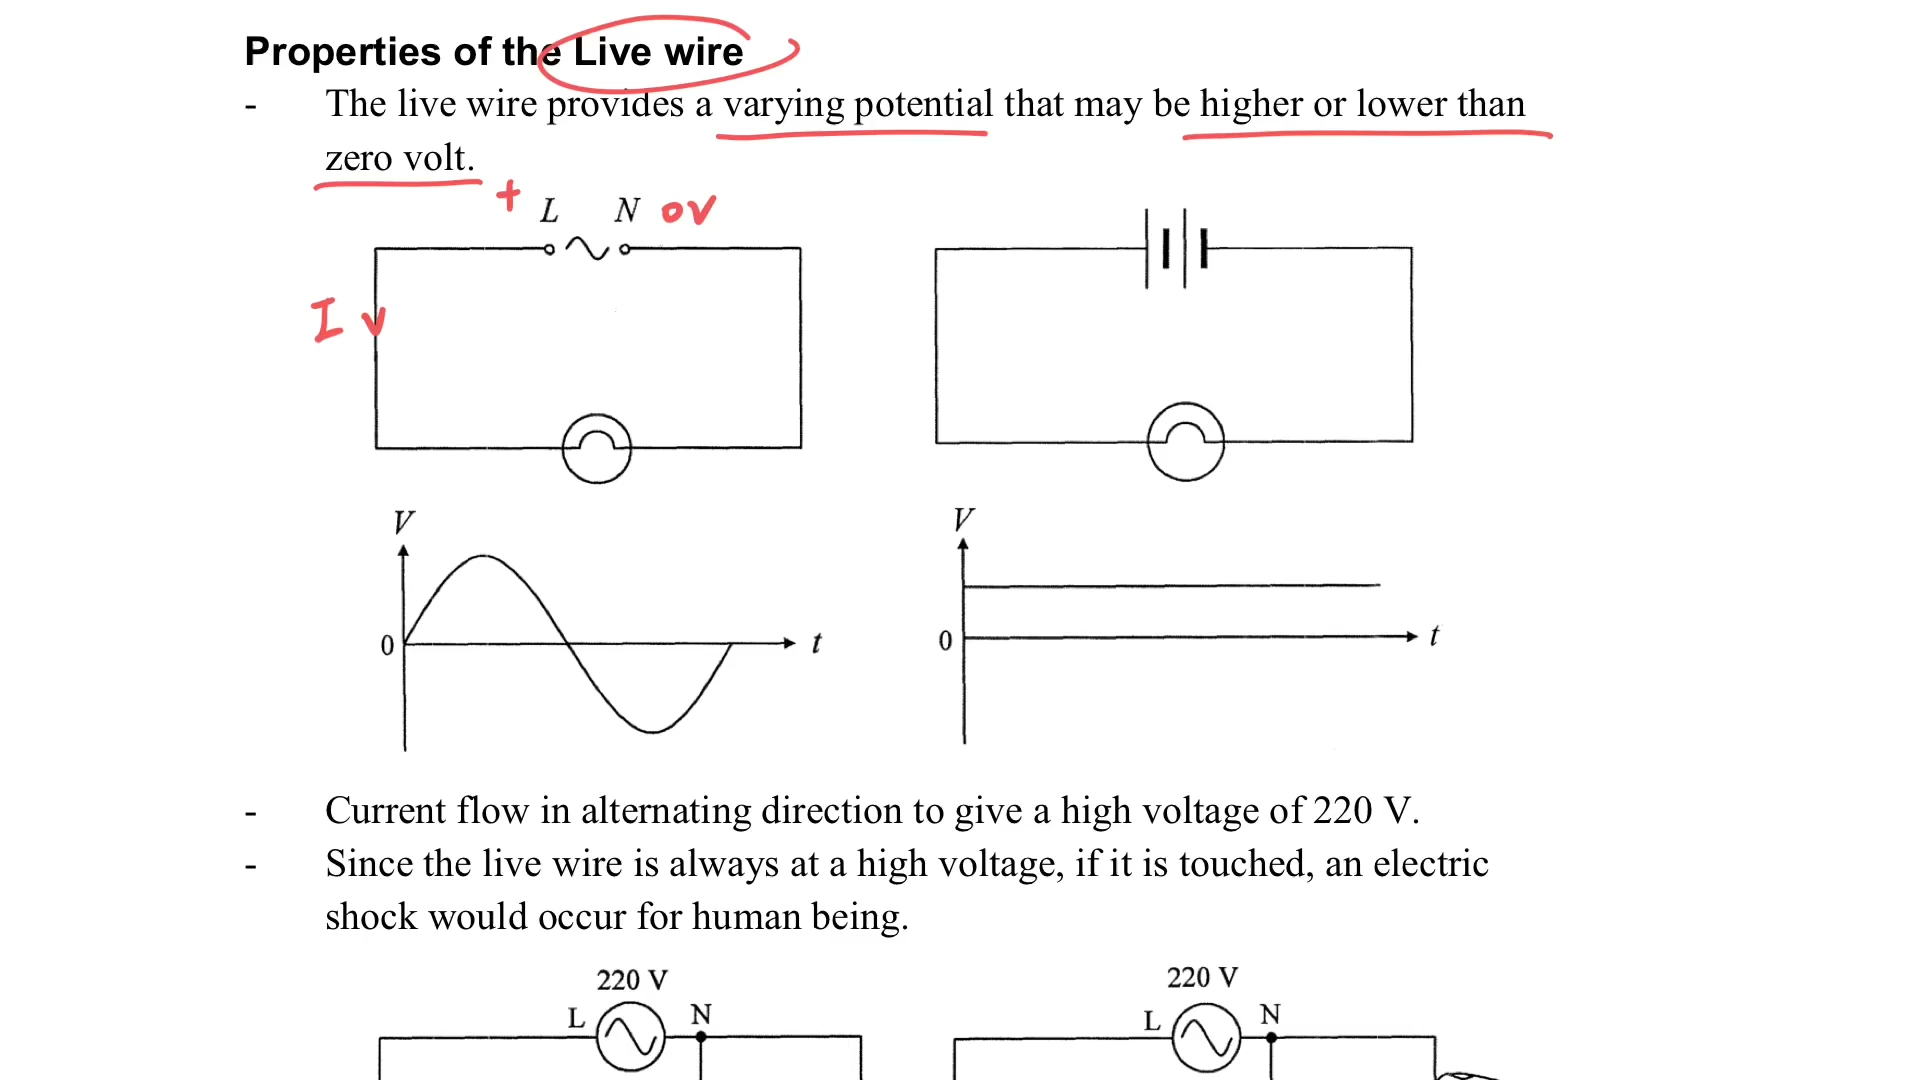 Properties of the Live wire
- The live wire provides a varying potential that may be higher or lower than
zero volt.
+ L N 0V
I
V
0
t
V
0
t
- Current flow in alternating direction to give a high voltage of 220 V.
- Since the live wire is always at a high voltage, if it is touched, an electric
shock would occur for human being.
220 V
L N
220 V
L N